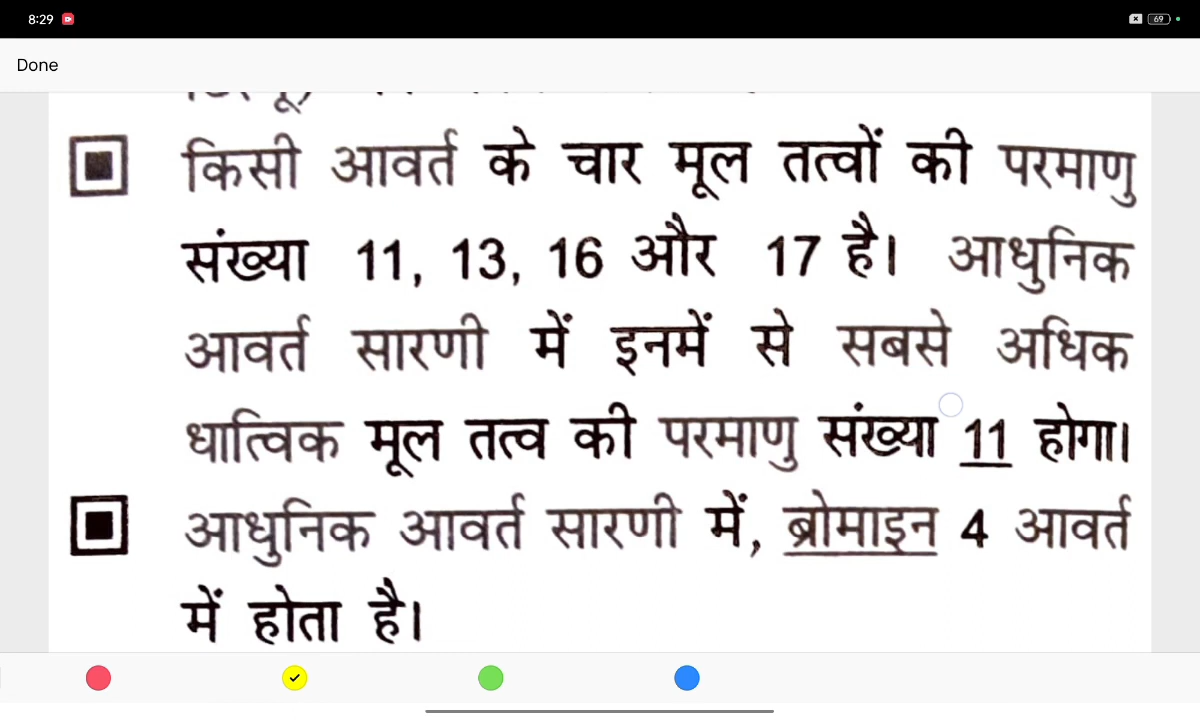 8:29
69
Done
किसी आवर्त के चार मूल तत्वों की परमाणु
संख्या 11, 13, 16 और 17 है। आधुनिक
आवर्त सारणी में इनमें से सबसे अधिक
धात्विक मूल तत्व की परमाणु संख्या 11 होगा।
आधुनिक आवर्त सारणी में, ब्रोमाइन 4 आवर्त
में होता है।